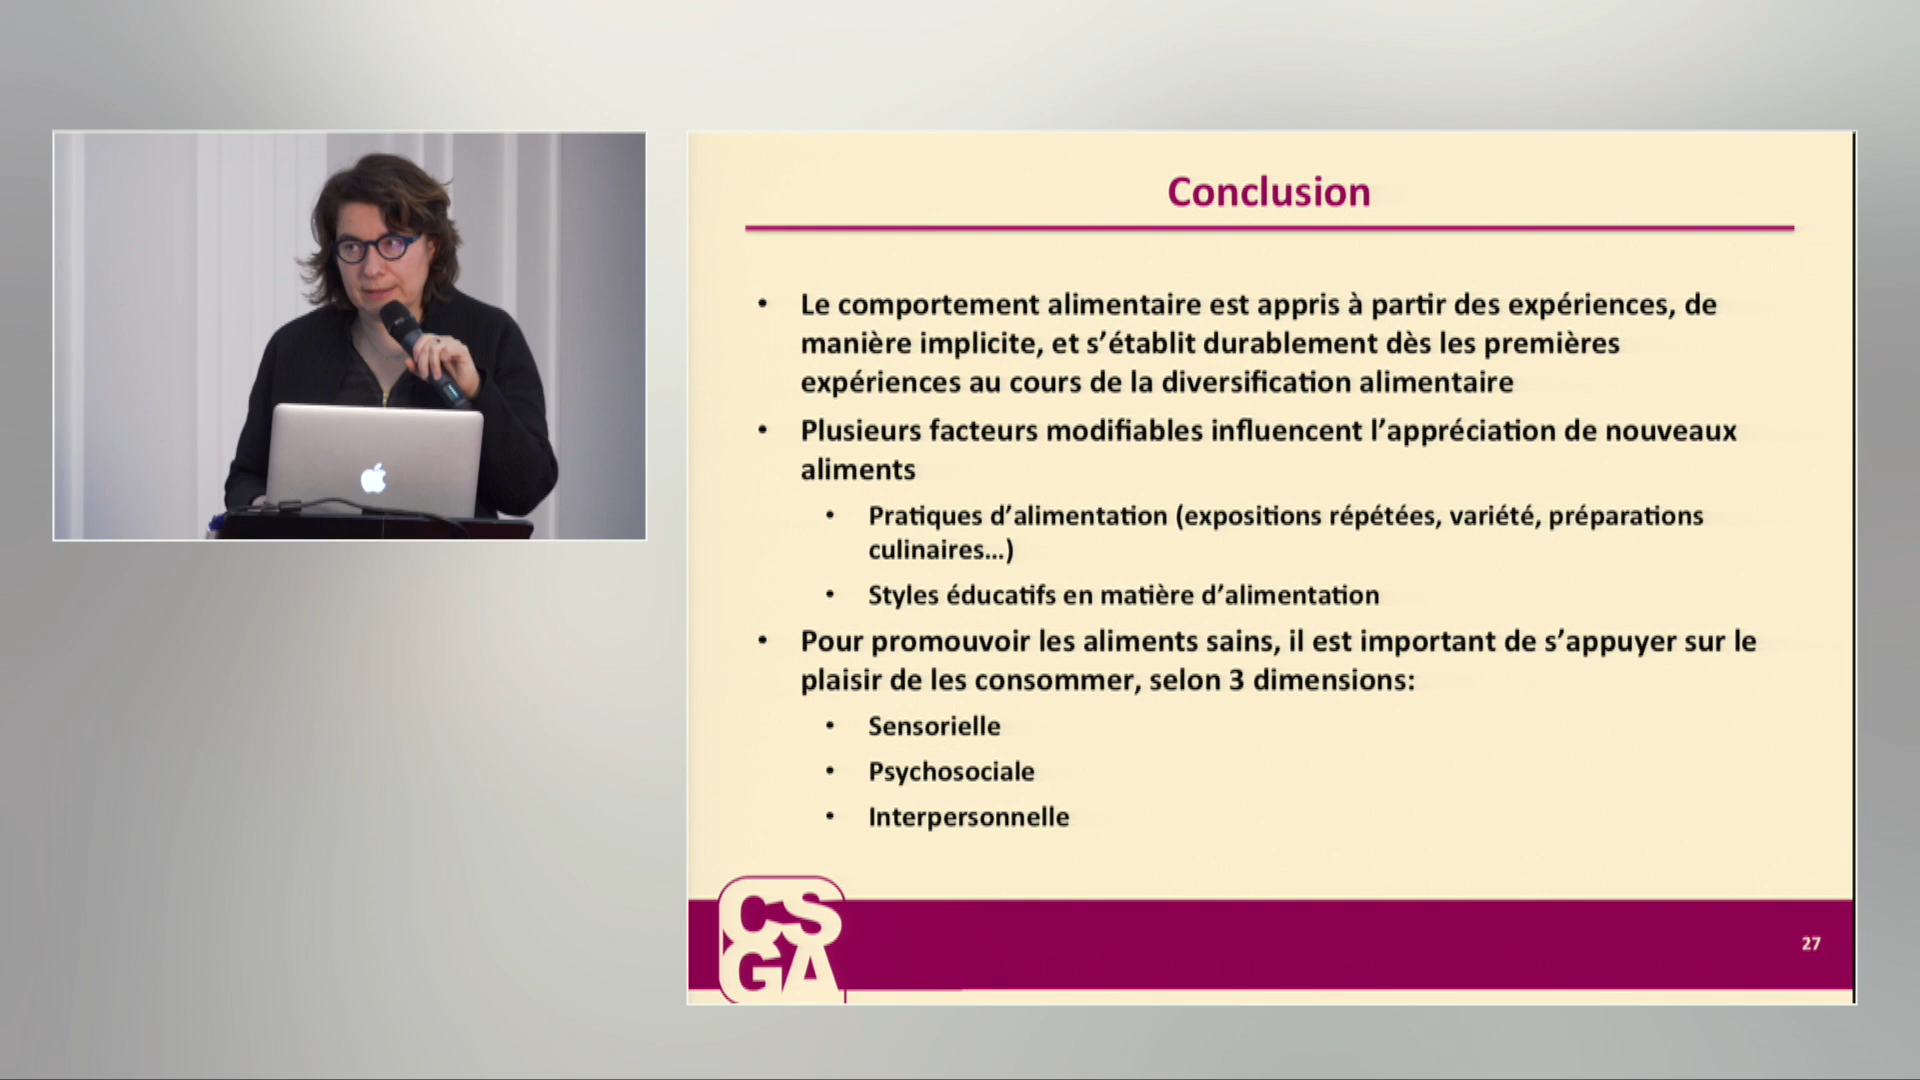 Conclusion
• Le comportement alimentaire est appris à partir des expériences, de
manière implicite, et s’établit durablement dès les premières
expériences au cours de la diversification alimentaire
• Plusieurs facteurs modifiables influencent l’appréciation de nouveaux
aliments
• Pratiques d’alimentation (expositions répétées, variété, préparations
culinaires…)
• Styles éducatifs en matière d’alimentation
• Pour promouvoir les aliments sains, il est important de s’appuyer sur le
plaisir de les consommer, selon 3 dimensions:
• Sensorielle
• Psychosociale
• Interpersonnelle
CS
GA
27